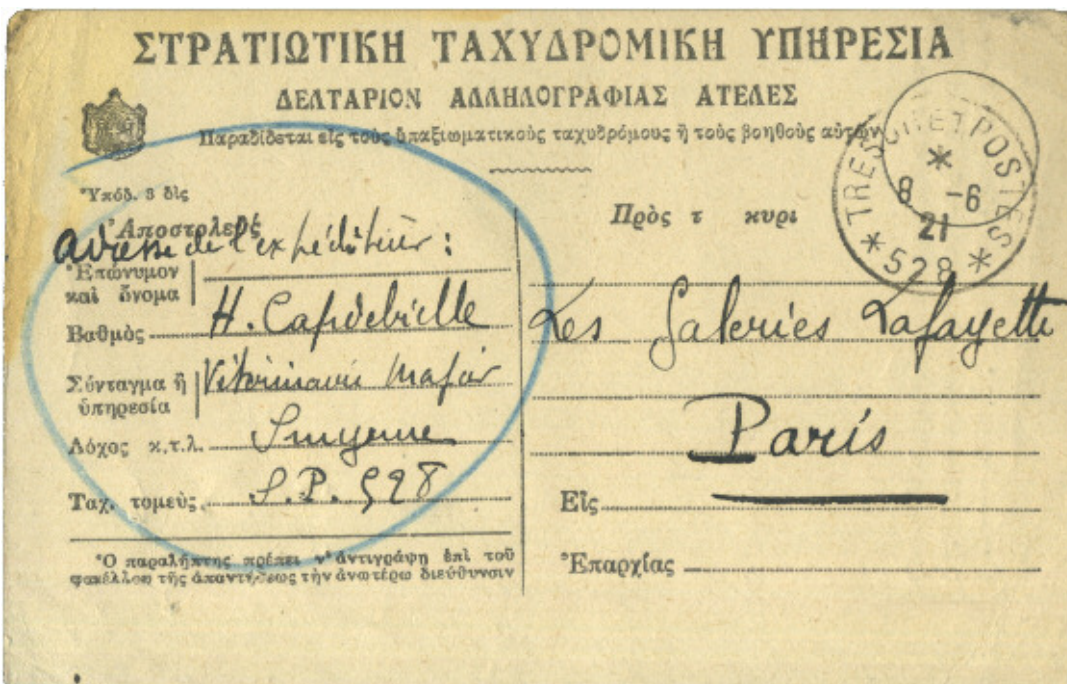 ΣΤΡΑΤΙΩΤΙΚΗ ΤΑΧΥΔΡΟΜΙΚΗ ΥΠΗΡΕΣΙΑ
ΔΕΛΤΑΡΙΟΝ ΑΛΛΗΛΟΓΡΑΦΙΑΣ ΑΤΕΛΕΣ
Παραδίδεται εἰς τοὺς ὑπαξιωματικοὺς ταχυδρόμους ἢ τοὺς βοηθοὺς αὐτῶν
TRESOR ET POSTES
* 8 -6
21
* 528 *
Ὑπόδ. 3 δὶς
Ἀποστολεὺς
adresse de l'expéditeur :
Ἐπώνυμον
καὶ ὄνομα
Βαθμὸς H. Capdebielle
Σύνταγμα ἢ Vétérinaire Major
ὑπηρεσία
Λόχος κ.τ.λ. Smyrne
Ταχ. τομεὺς S.P. 528
Ὁ παραλήπτης πρέπει ν' ἀντιγράψῃ ἐπὶ τοῦ
φακέλλου τῆς ἀπαντήσεως τὴν ἀνωτέρω διεύθυνσιν
Πρὸς τ κυρι
Les Galeries Lafayette
Paris
Εἰς
Ἐπαρχίας